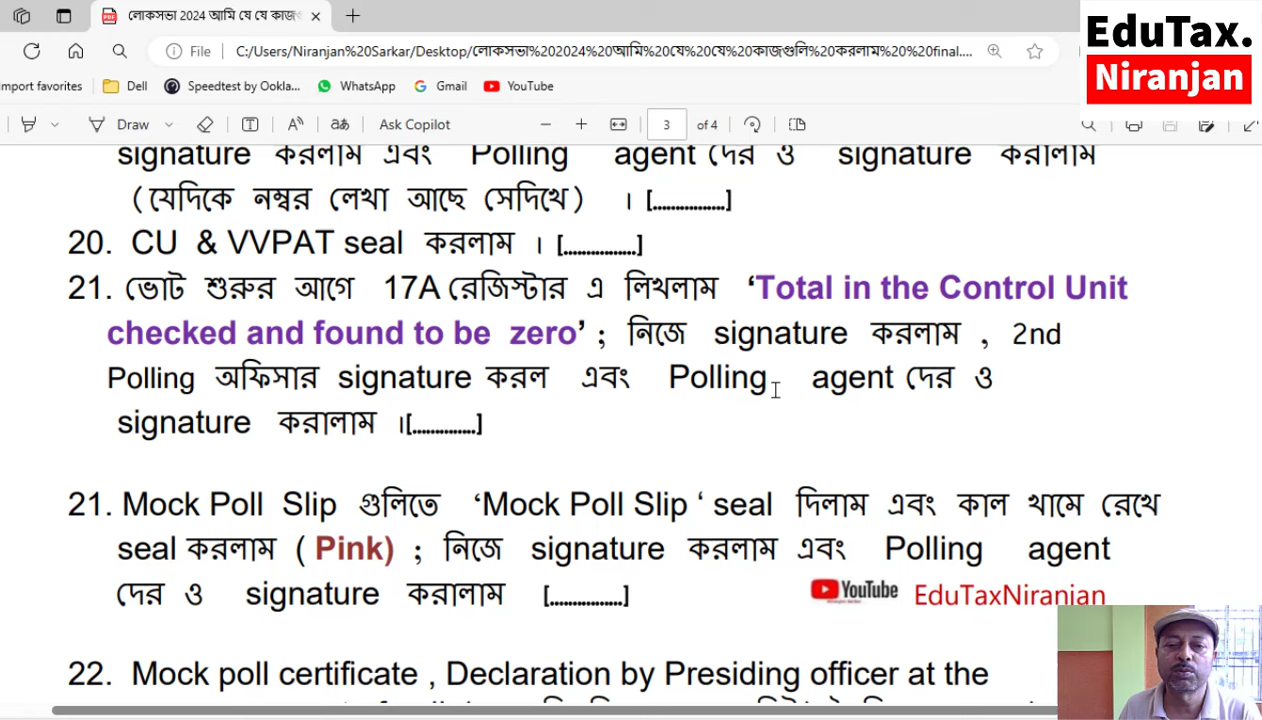 লোকসভা 2024 আমি যে যে কাজগু
EduTax.
Niranjan
File C:/Users/Niranjan%20Sarkar/Desktop/লোকসভা%202024%20আমি%20যে%20যে%20কাজগুলি%20করলাম%20%20final....
import favorites Dell Speedtest by Ookla... WhatsApp Gmail YouTube
Draw Ask Copilot 3 of 4
signature করলাম এবং Polling agent দের ও signature করালাম
(যেদিকে নম্বর লেখা আছে সেদিখে) । [................]
20. CU & VVPAT seal করলাম । [................]
21. ভোট শুরুর আগে 17A রেজিস্টার এ লিখলাম ‘Total in the Control Unit
checked and found to be zero’ ; নিজে signature করলাম , 2nd
Polling অফিসার signature করল এবং Polling agent দের ও
signature করালাম ।[..............]
21. Mock Poll Slip গুলিতে ‘Mock Poll Slip ‘ seal দিলাম এবং কাল খামে রেখে
seal করলাম ( Pink) ; নিজে signature করলাম এবং Polling agent
দের ও signature করালাম [................]
YouTube EduTaxNiranjan
22. Mock poll certificate , Declaration by Presiding officer at the